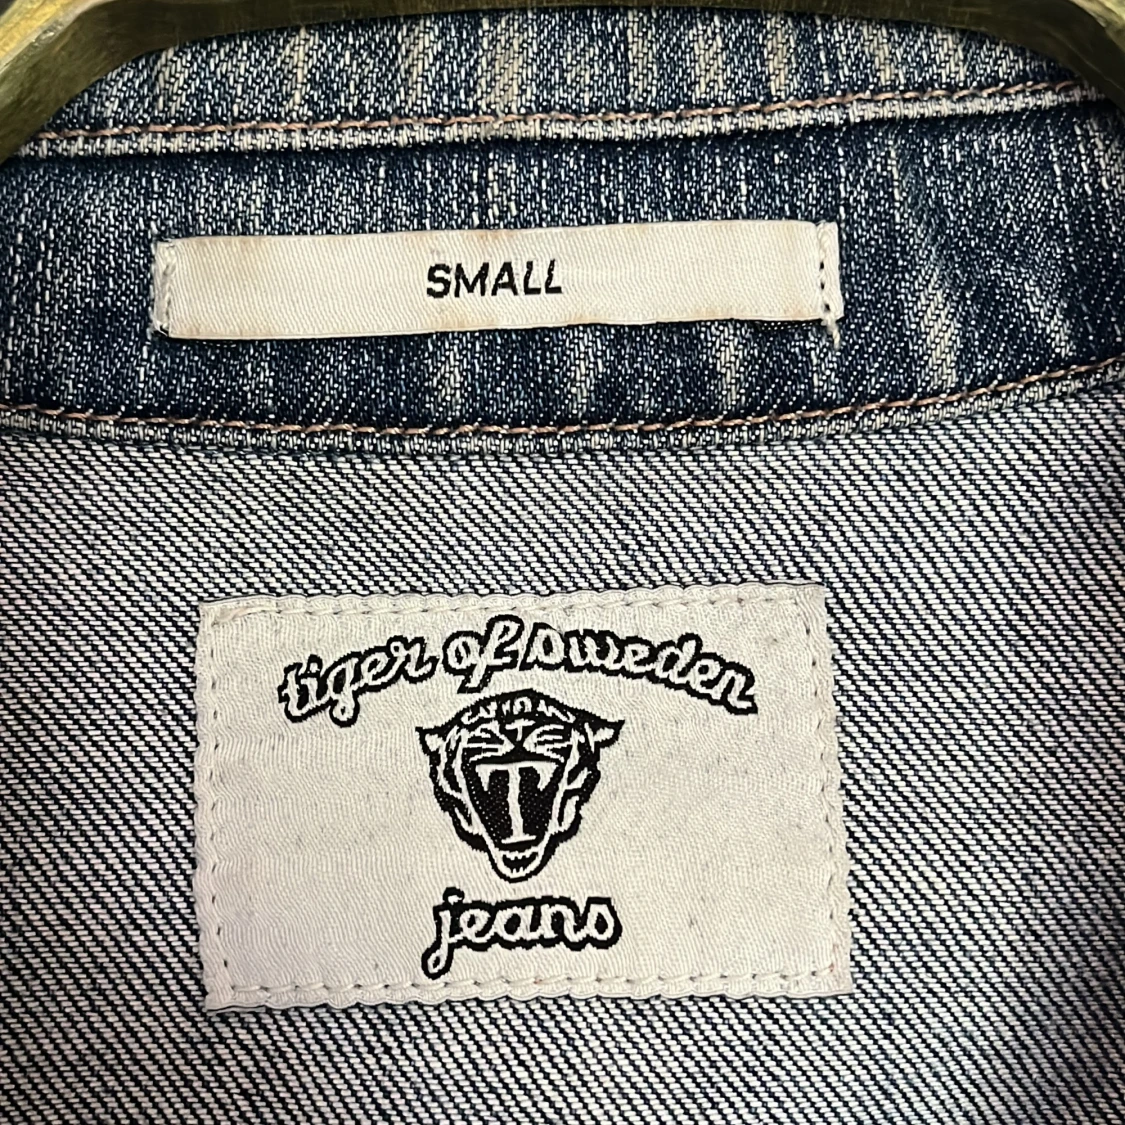 SMALL
tiger of sweden
T
jeans